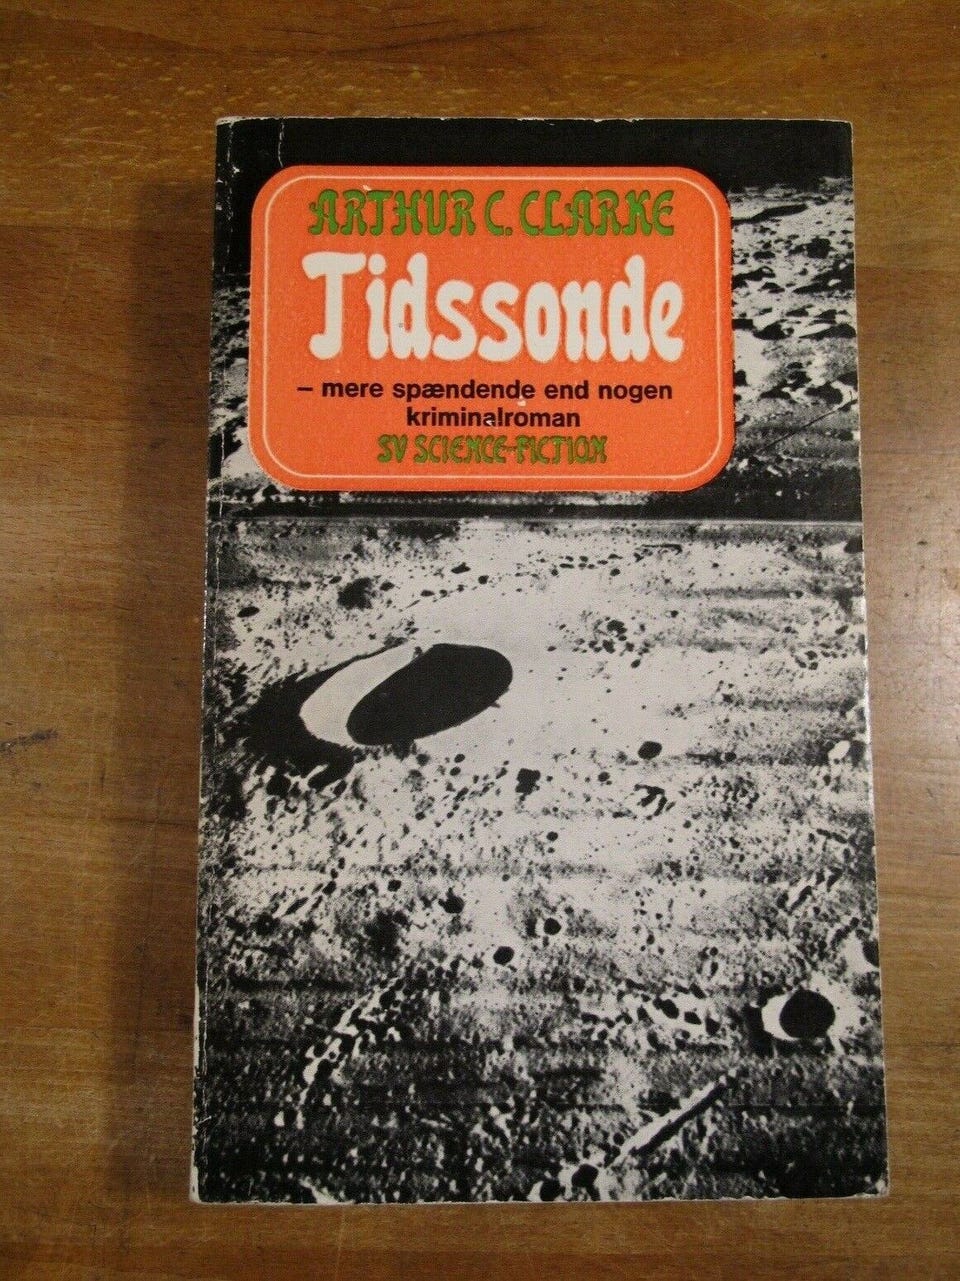 ARTHUR C. CLARKE
Tidssonde
– mere spændende end nogen
kriminalroman
SV SCIENCE-FICTION